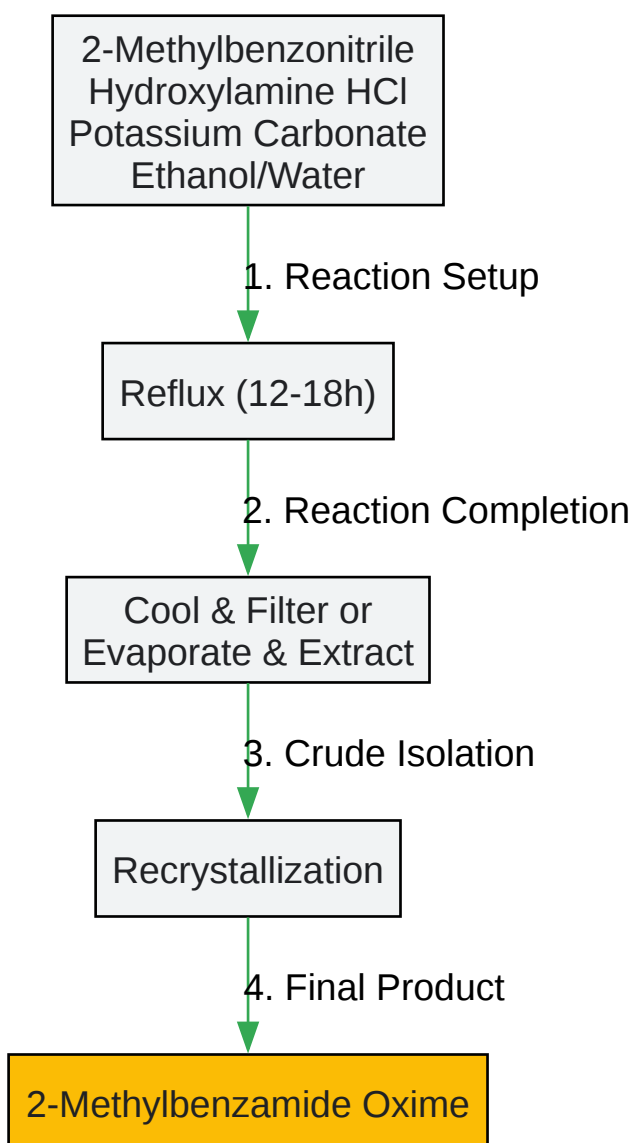 2-Methylbenzonitrile
Hydroxylamine HCl
Potassium Carbonate
Ethanol/Water
1. Reaction Setup
Reflux (12-18h)
2. Reaction Completion
Cool & Filter or
Evaporate & Extract
3. Crude Isolation
Recrystallization
4. Final Product
2-Methylbenzamide Oxime